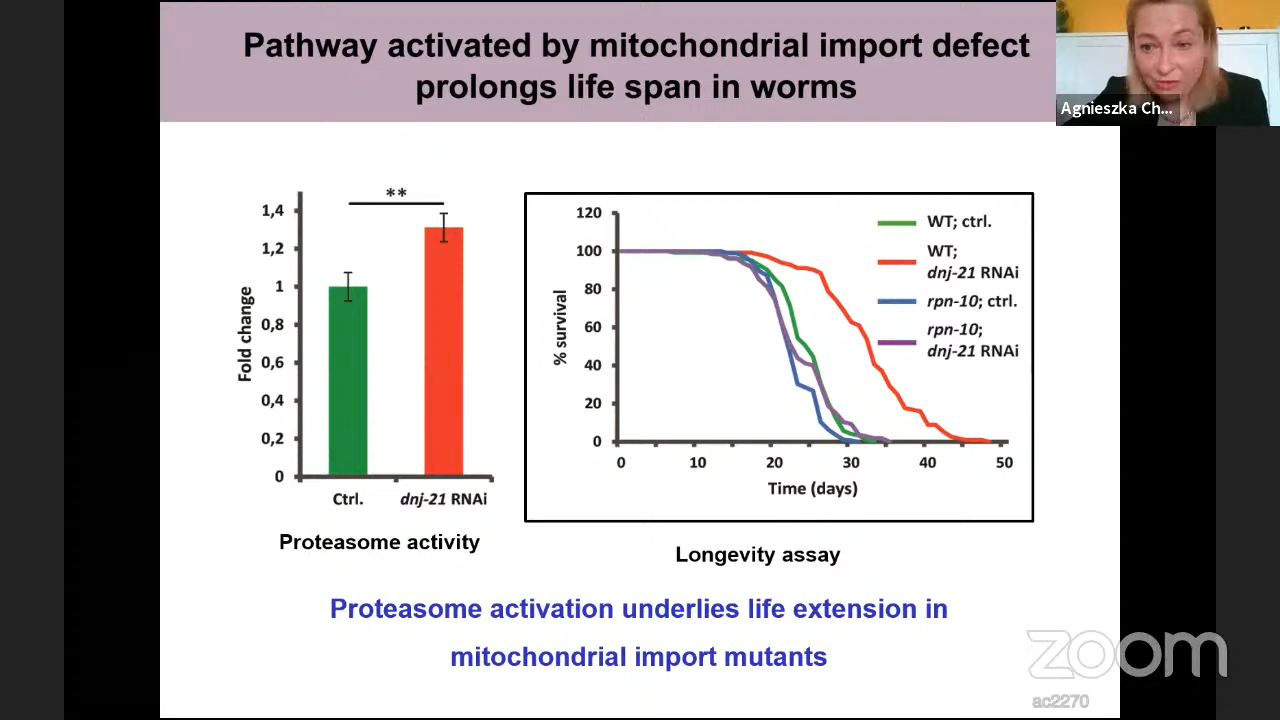 Pathway activated by mitochondrial import defect
prolongs life span in worms
Agnieszka Ch...
**
1,4
1,2
1
0,8
0,6
0,4
0,2
0
Fold change
Ctrl.
dnj-21 RNAi
Proteasome activity
120
100
80
60
40
20
0
% survival
0 10 20 30 40 50
Time (days)
WT; ctrl.
WT;
dnj-21 RNAi
rpn-10; ctrl.
rpn-10;
dnj-21 RNAi
Longevity assay
Proteasome activation underlies life extension in
mitochondrial import mutants
zoom
ac2270